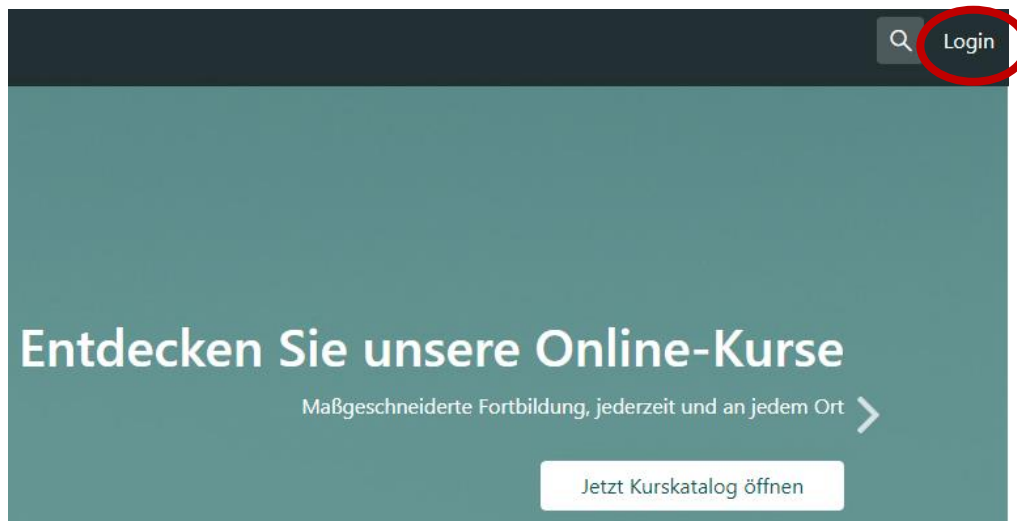 Login
Entdecken Sie unsere Online-Kurse
Maßgeschneiderte Fortbildung, jederzeit und an jedem Ort
Jetzt Kurskatalog öffnen